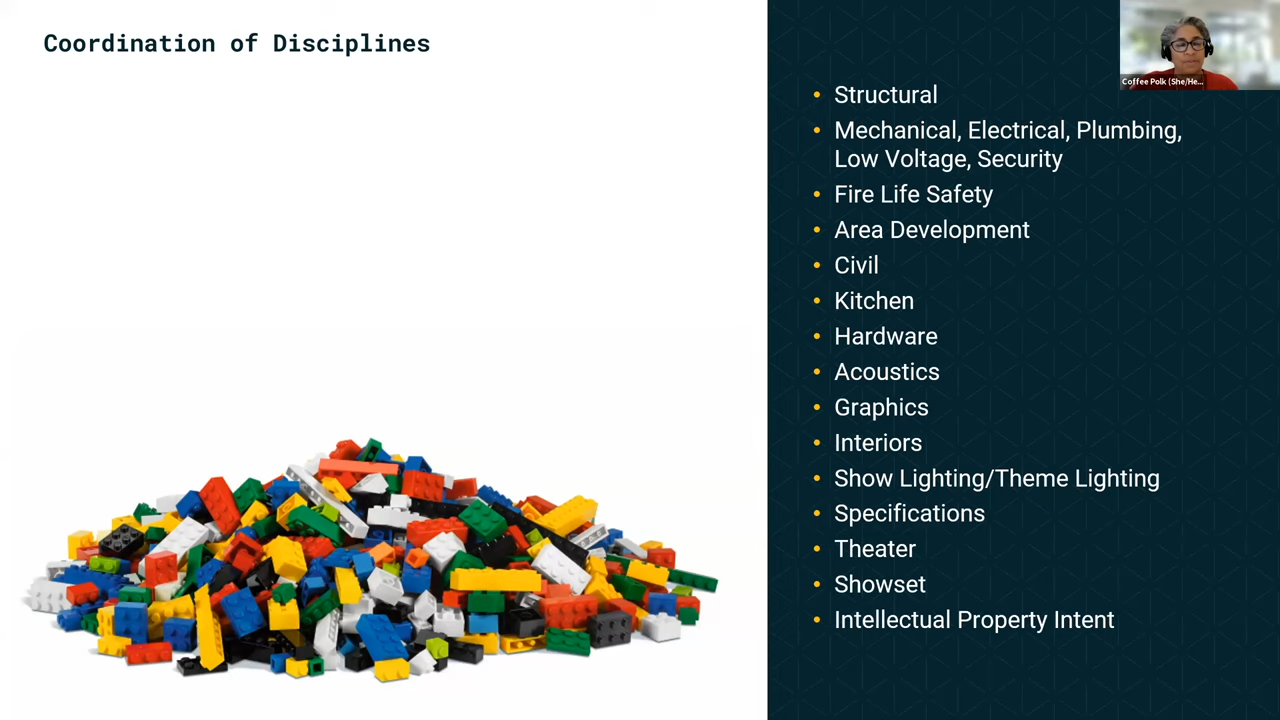 Coordination of Disciplines
Coffee Polk (She/He...
• Structural
• Mechanical, Electrical, Plumbing,
Low Voltage, Security
• Fire Life Safety
• Area Development
• Civil
• Kitchen
• Hardware
• Acoustics
• Graphics
• Interiors
• Show Lighting/Theme Lighting
• Specifications
• Theater
• Showset
• Intellectual Property Intent